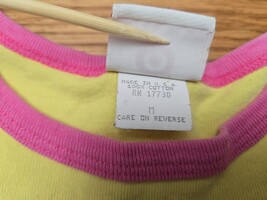 MADE IN U.S.A
100% COTTON
RN 17730
M
CARE ON REVERSE